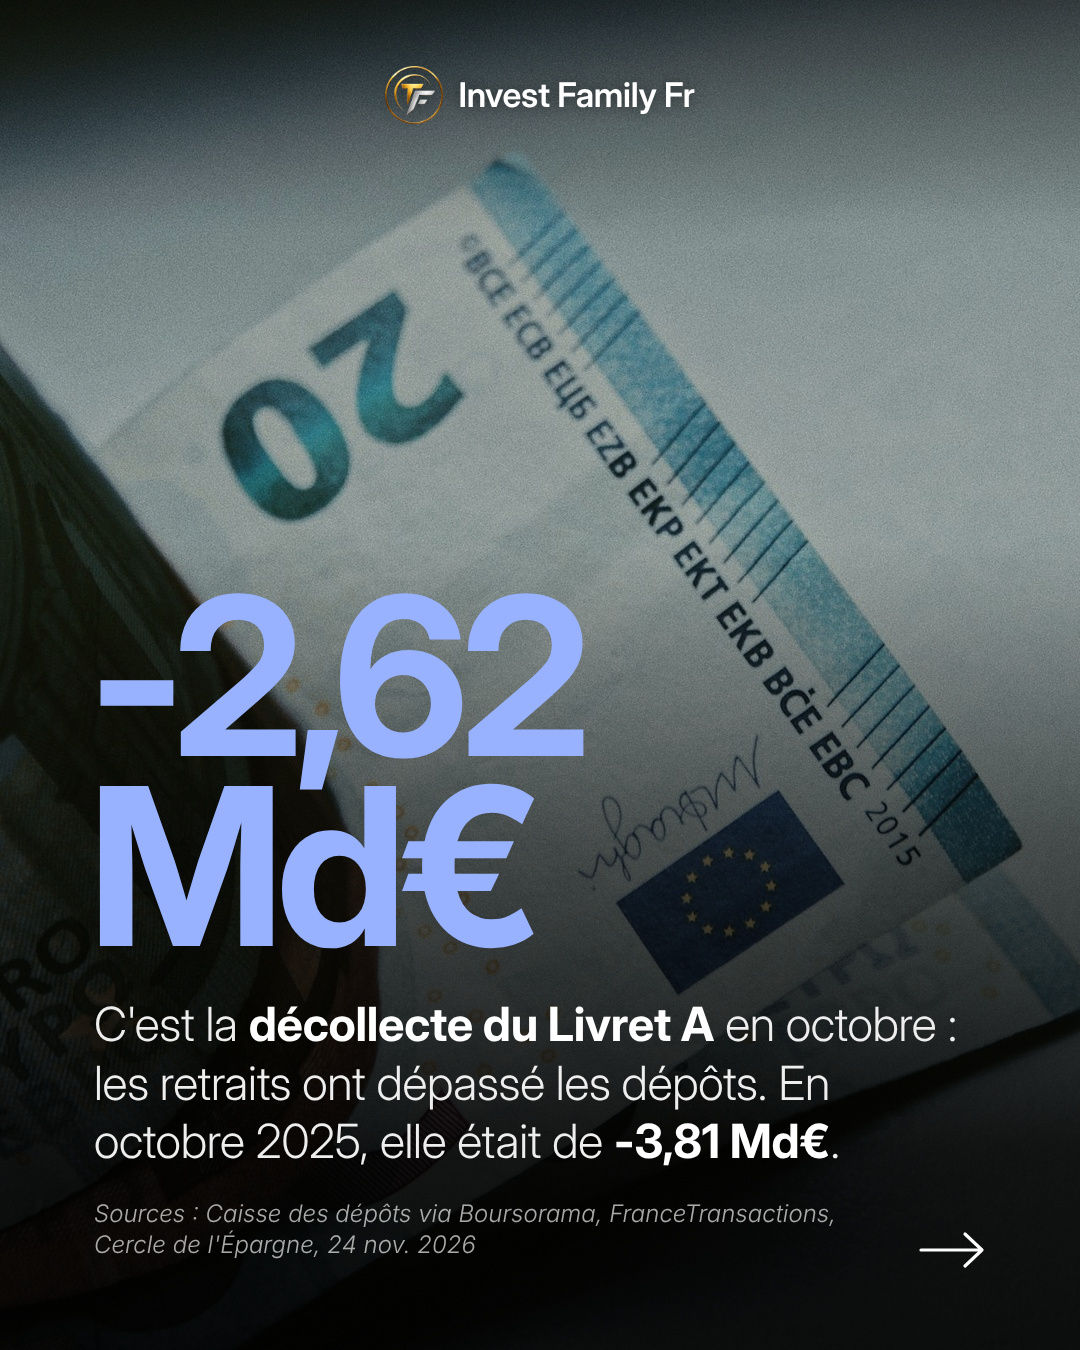 Invest Family Fr
20
©BCE ECB ЕЦБ EZB EKP EKT EKB BĊE EBC 2015
-2,62
Md€
C'est la décollecte du Livret A en octobre :
les retraits ont dépassé les dépôts. En
octobre 2025, elle était de -3,81 Md€.
Sources : Caisse des dépôts via Boursorama, FranceTransactions,
Cercle de l'Épargne, 24 nov. 2026